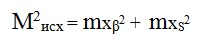 M²исх = mxβ² + mxS²